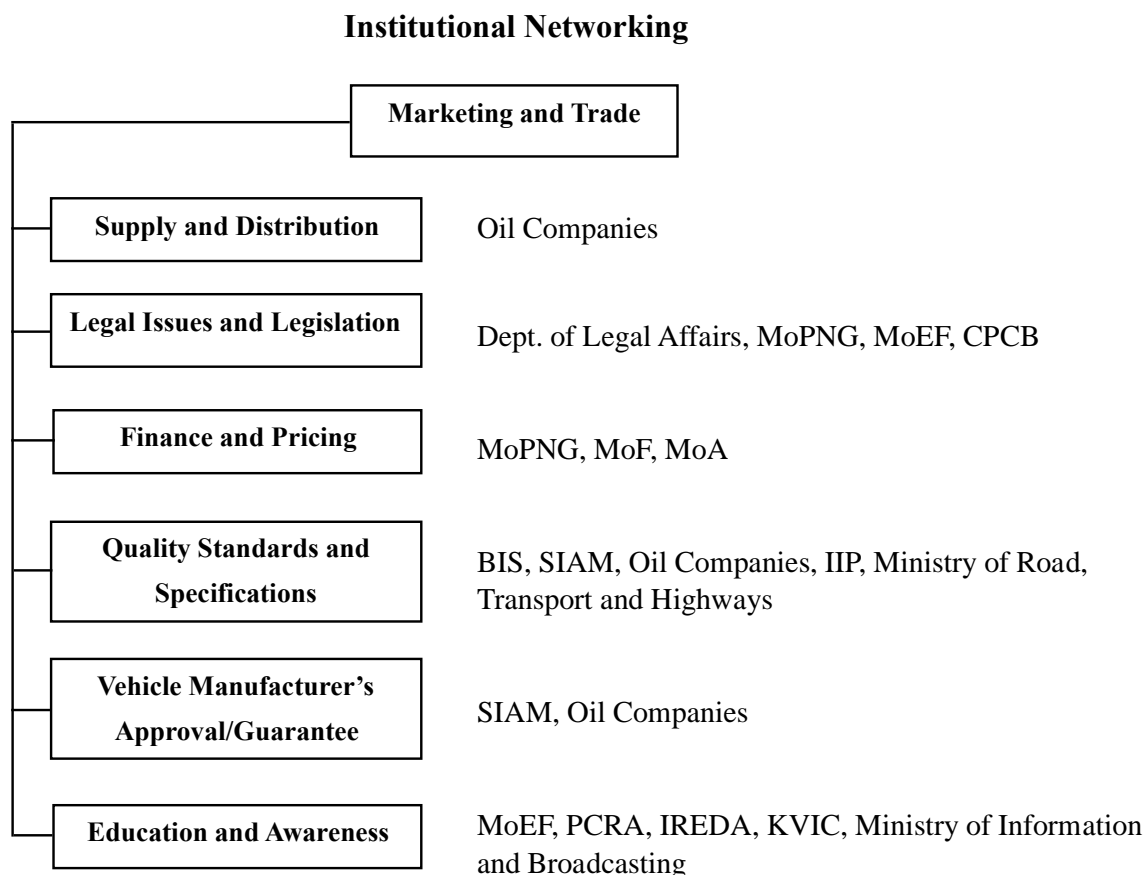 Institutional Networking
Marketing and Trade
Supply and Distribution
Oil Companies
Legal Issues and Legislation
Dept. of Legal Affairs, MoPNG, MoEF, CPCB
Finance and Pricing
MoPNG, MoF, MoA
Quality Standards and
Specifications
BIS, SIAM, Oil Companies, IIP, Ministry of Road,
Transport and Highways
Vehicle Manufacturer’s
Approval/Guarantee
SIAM, Oil Companies
Education and Awareness
MoEF, PCRA, IREDA, KVIC, Ministry of Information
and Broadcasting